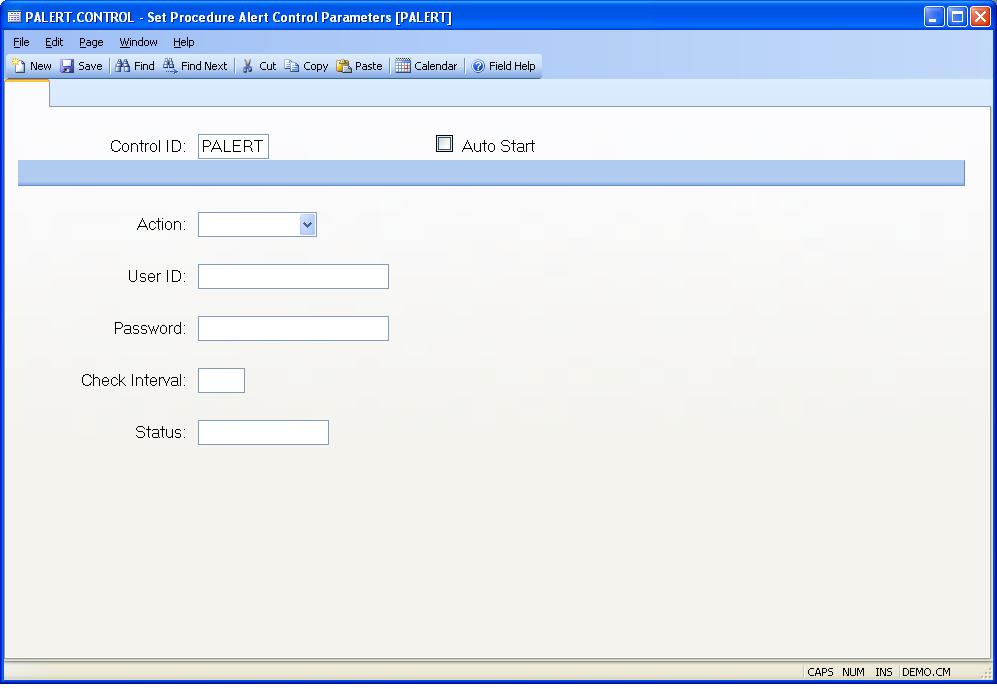 PALERT.CONTROL - Set Procedure Alert Control Parameters [PALERT]
File Edit Page Window Help
New Save Find Find Next Cut Copy Paste Calendar Field Help
Control ID: PALERT Auto Start
Action:
User ID:
Password:
Check Interval:
Status:
CAPS NUM INS DEMO.CM